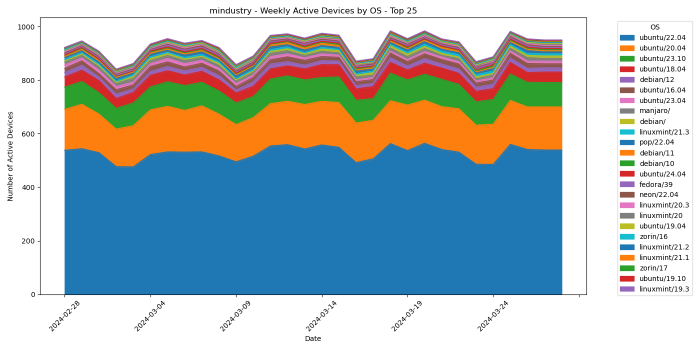 mindustry - Weekly Active Devices by OS - Top 25
1000
800
600
400
200
0
Number of Active Devices
2024-02-28
2024-03-04
2024-03-09
2024-03-14
2024-03-19
2024-03-24
Date
OS
ubuntu/22.04
ubuntu/20.04
ubuntu/23.10
ubuntu/18.04
debian/12
ubuntu/16.04
ubuntu/23.04
manjaro/
debian/
linuxmint/21.3
pop/22.04
debian/11
debian/10
ubuntu/24.04
fedora/39
neon/22.04
linuxmint/20.3
linuxmint/20
ubuntu/19.04
zorin/16
linuxmint/21.2
linuxmint/21.1
zorin/17
ubuntu/19.10
linuxmint/19.3